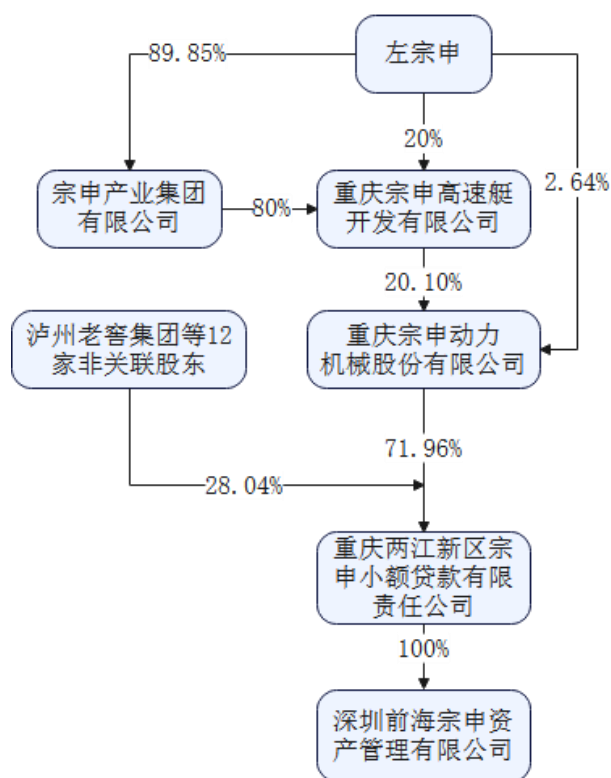 左宗申
89.85%
20%
2.64%
宗申产业集团
有限公司
80%
重庆宗申高速艇
开发有限公司
20.10%
泸州老窖集团等12
家非关联股东
重庆宗申动力
机械股份有限公司
71.96%
28.04%
重庆两江新区宗
申小额贷款有限
责任公司
100%
深圳前海宗申资
产管理有限公司